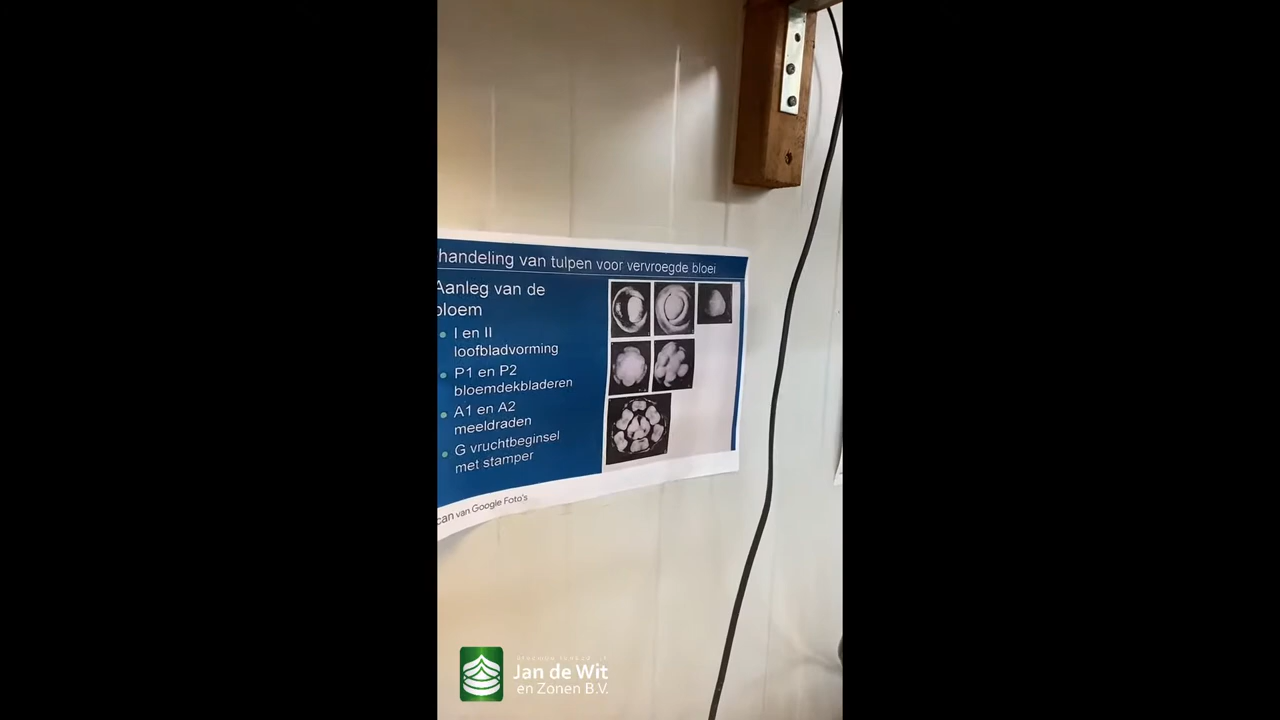 handeling van tulpen voor vervroegde bloei
Aanleg van de
bloem
I en II
loofbladvorming
P1 en P2
bloemdekbladeren
A1 en A2
meeldraden
G vruchtbeginsel
met stamper
can van Google Foto's
Jan de Wit
en Zonen B.V.